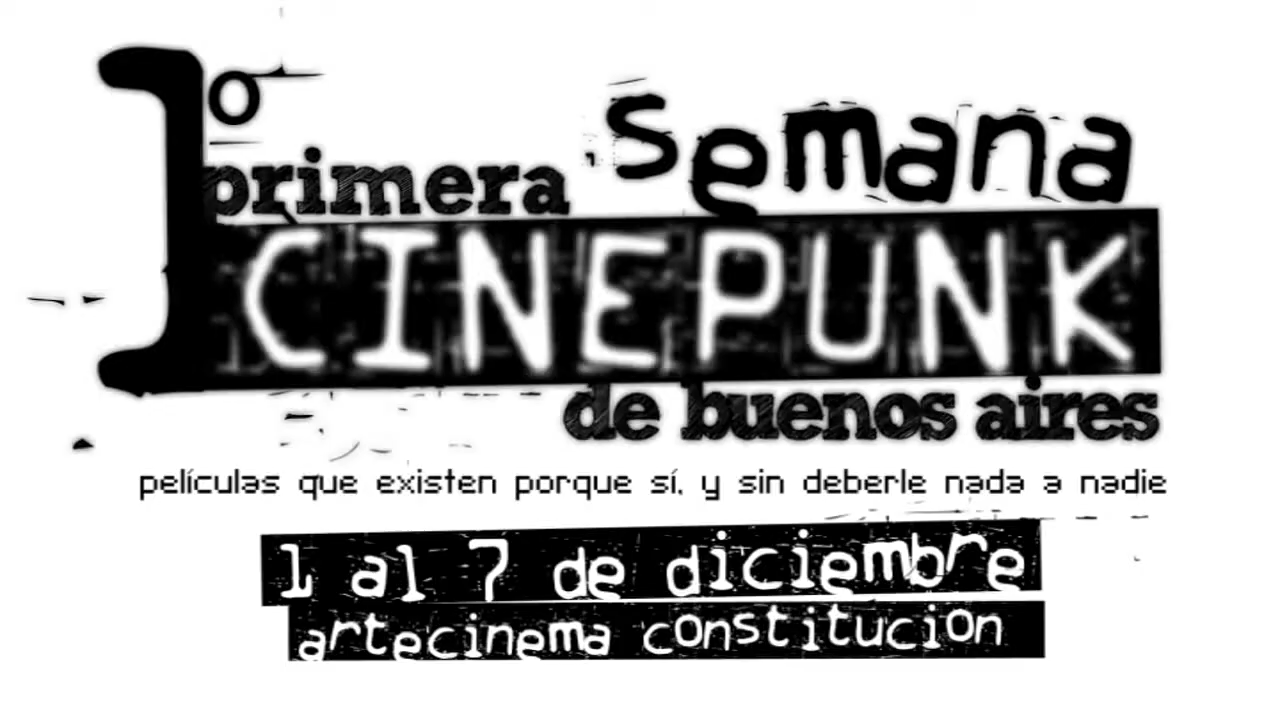 1º
primera semana
CINEPUNK
de buenos aires
películas que existen porque sí, y sin deberle nada a nadie
1 al 7 de diciembre
artecinema constitucion